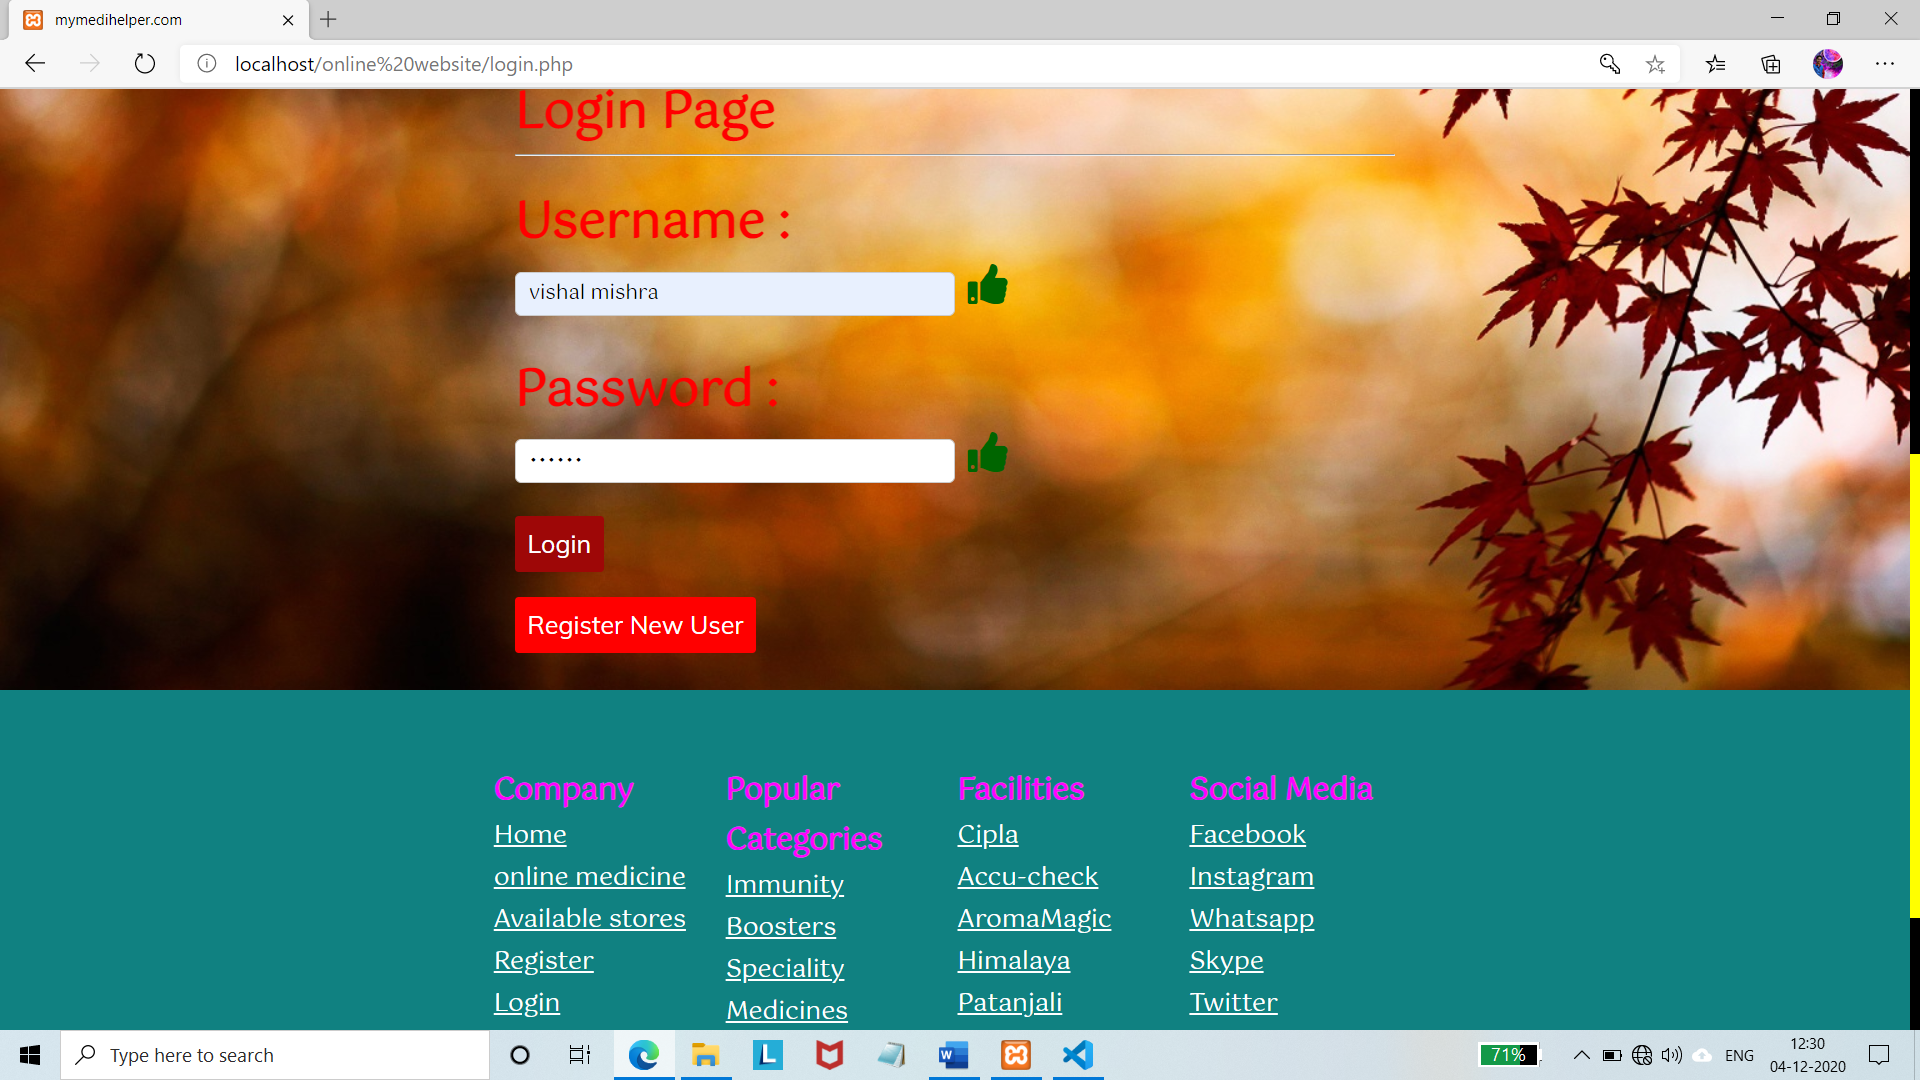 mymedihelper.com
localhost/online%20website/login.php
Login Page
Username :
vishal mishra
Password :
Login
Register New User
Company
Home
online medicine
Available stores
Register
Login
Popular
Categories
Immunity
Boosters
Speciality
Medicines
Facilities
Cipla
Accu-check
AromaMagic
Himalaya
Patanjali
Social Media
Facebook
Instagram
Whatsapp
Skype
Twitter
Type here to search
L
W
71%
ENG
12:30
04-12-2020